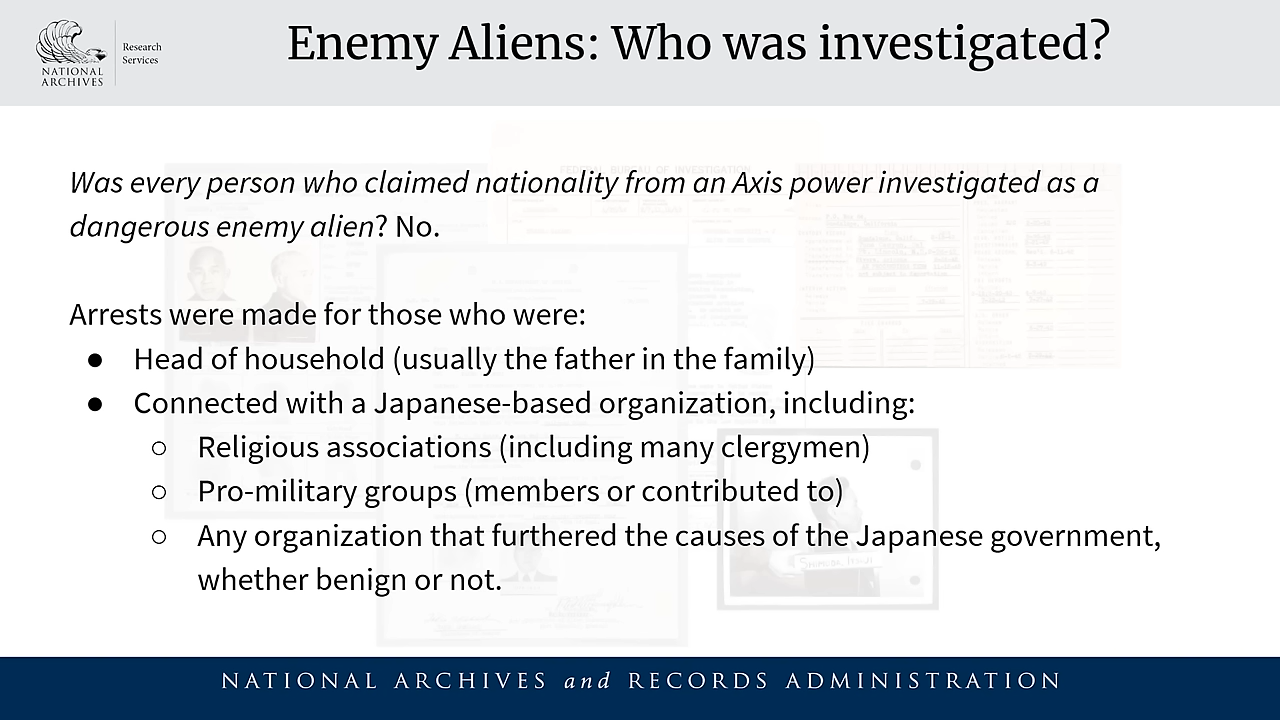 Enemy Aliens: Who was investigated?
NATIONAL
ARCHIVES
Research
Services
FEDERAL BUREAU OF INVESTIGATION
Was every person who claimed nationality from an Axis power investigated as a
dangerous enemy alien? No.
Arrests were made for those who were:
● Head of household (usually the father in the family)
● Connected with a Japanese-based organization, including:
○ Religious associations (including many clergymen)
○ Pro-military groups (members or contributed to)
○ Any organization that furthered the causes of the Japanese government,
whether benign or not.
NATIONAL ARCHIVES and RECORDS ADMINISTRATION